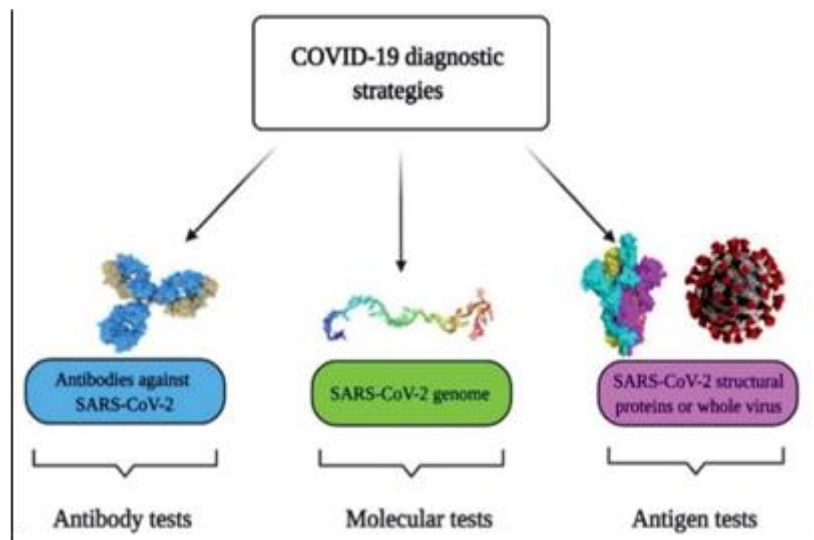 COVID-19 diagnostic
strategies
Antibodies against
SARS-CoV-2
SARS-CoV-2 genome
SARS-CoV-2 structural
proteins or whole virus
Antibody tests
Molecular tests
Antigen tests